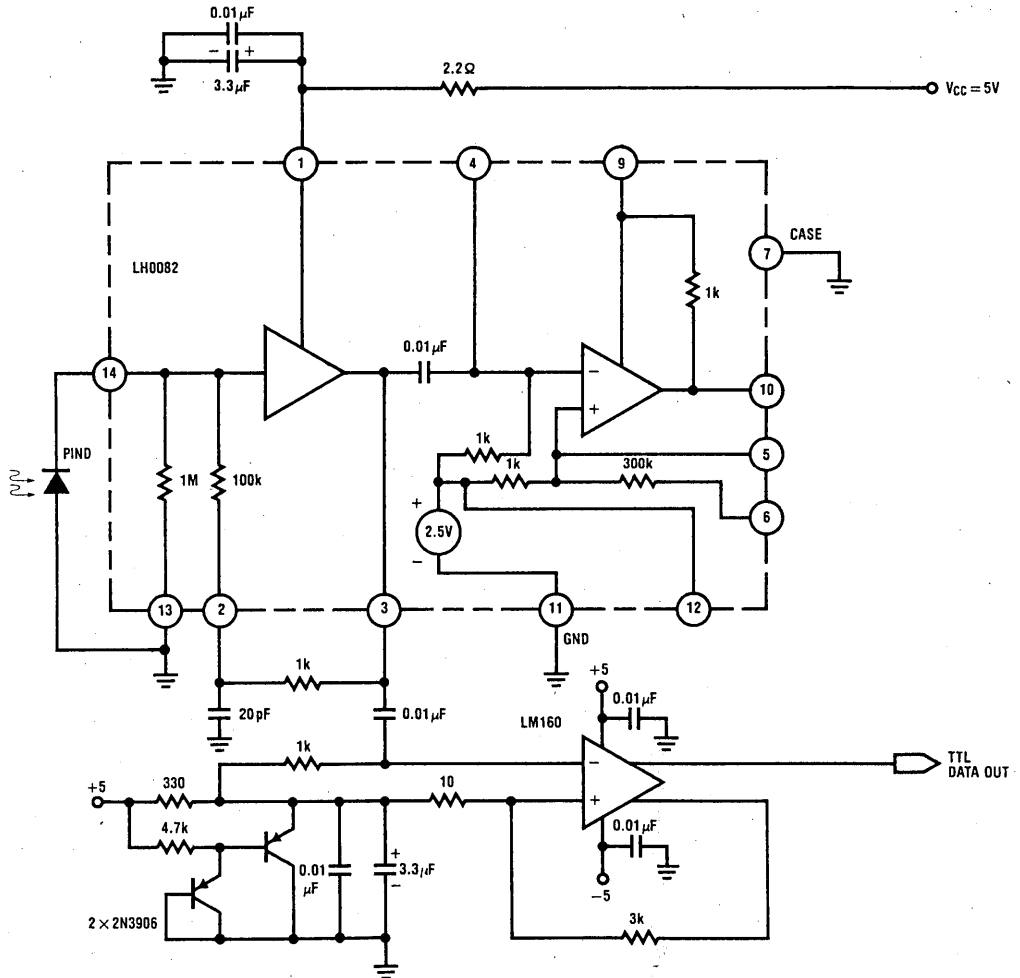 0.01µF
- +
3.3µF
2.2Ω
VCC = 5V
1
4
9
7
CASE
LH0082
1k
0.01µF
14
-
+
10
PIND
1M
100k
1k
1k
300k
5
6
+
2.5V
-
13
2
3
11
12
GND
1k
+5
20pF
0.01µF
LM160
0.01µF
1k
-
+
TTL
DATA OUT
+5
330
10
4.7k
0.01µF
0.01
µF
+
3.3µF
-
-5
2 × 2N3906
3k